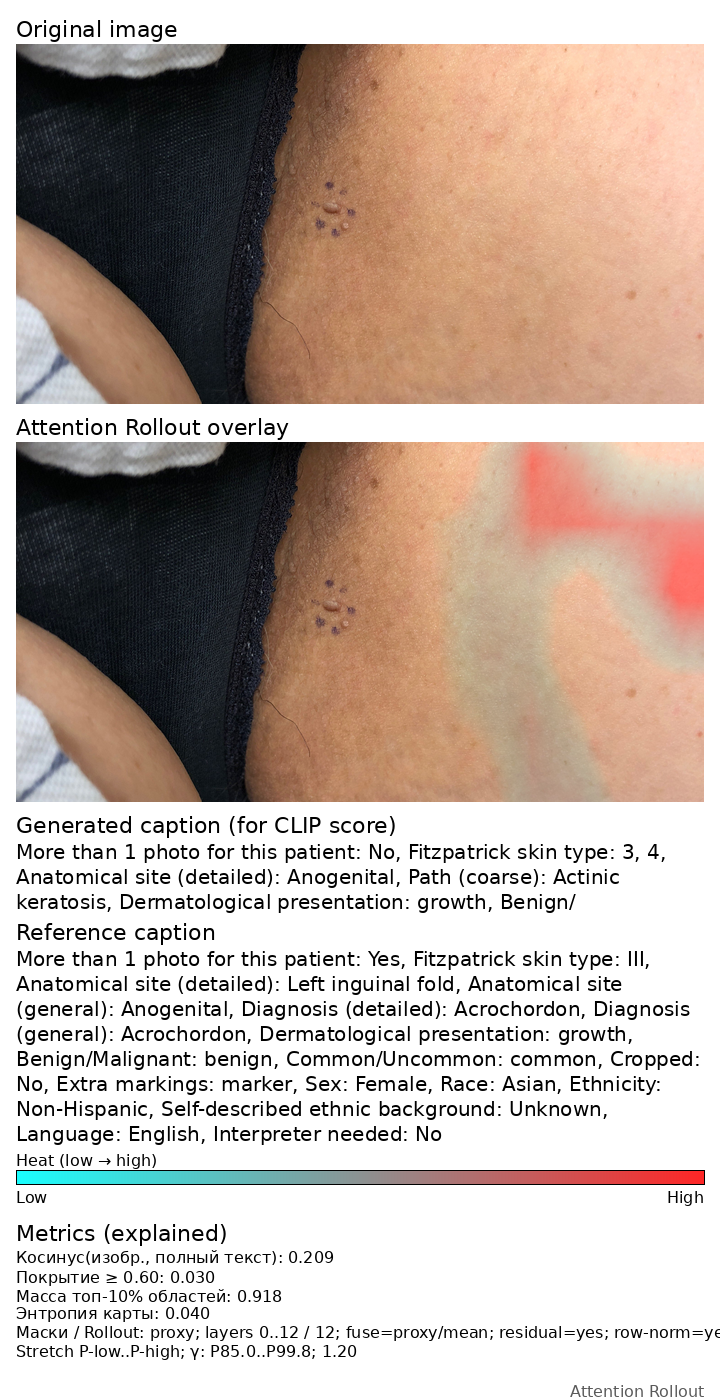 Original image
Attention Rollout overlay
Generated caption (for CLIP score)
More than 1 photo for this patient: No, Fitzpatrick skin type: 3, 4,
Anatomical site (detailed): Anogenital, Path (coarse): Actinic
keratosis, Dermatological presentation: growth, Benign/
Reference caption
More than 1 photo for this patient: Yes, Fitzpatrick skin type: III,
Anatomical site (detailed): Left inguinal fold, Anatomical site
(general): Anogenital, Diagnosis (detailed): Acrochordon, Diagnosis
(general): Acrochordon, Dermatological presentation: growth,
Benign/Malignant: benign, Common/Uncommon: common, Cropped:
No, Extra markings: marker, Sex: Female, Race: Asian, Ethnicity:
Non-Hispanic, Self-described ethnic background: Unknown,
Language: English, Interpreter needed: No
Heat (low → high)
Low High
Metrics (explained)
Косинус(изобр., полный текст): 0.209
Покрытие ≥ 0.60: 0.030
Масса топ-10% областей: 0.918
Энтропия карты: 0.040
Маски / Rollout: proxy; layers 0..12 / 12; fuse=proxy/mean; residual=yes; row-norm=ye
Stretch P-low..P-high; γ: P85.0..P99.8; 1.20
Attention Rollout